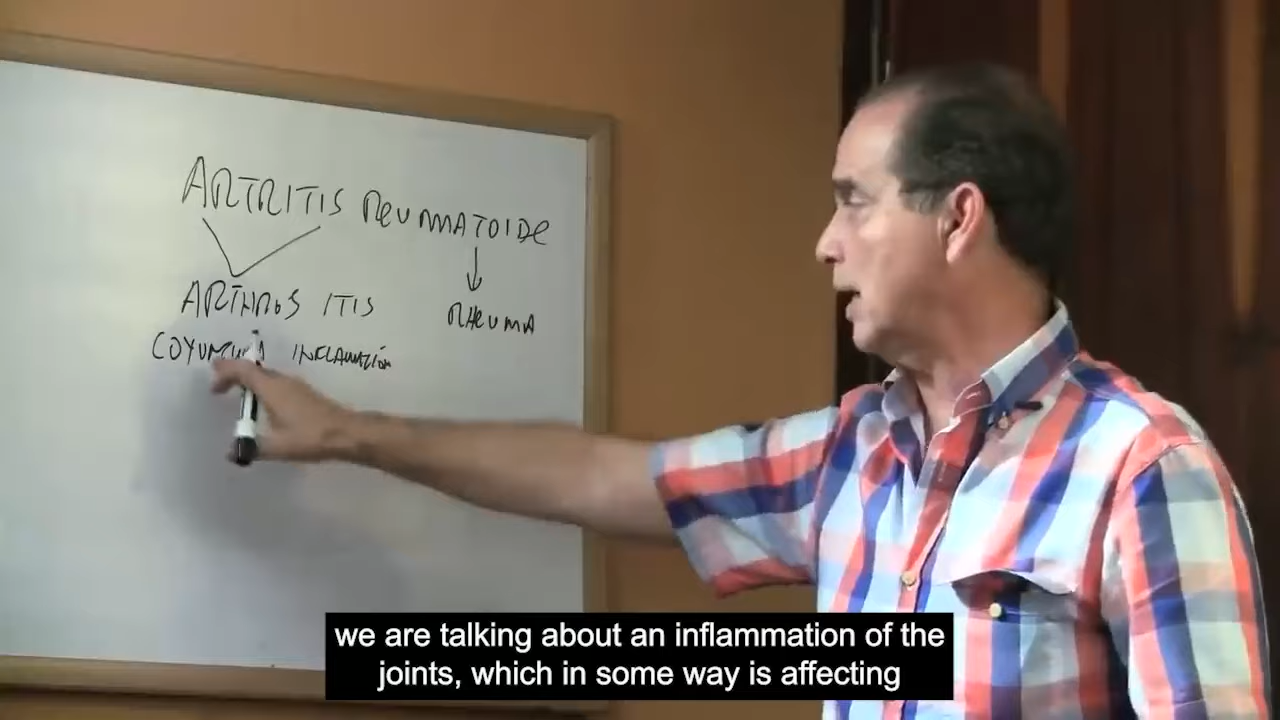 ARTRITIS REUMATOIDE
ARTHROS ITIS
RHEUMA
COYUNTURA INFLAMACIÓN
we are talking about an inflammation of the
joints, which in some way is affecting